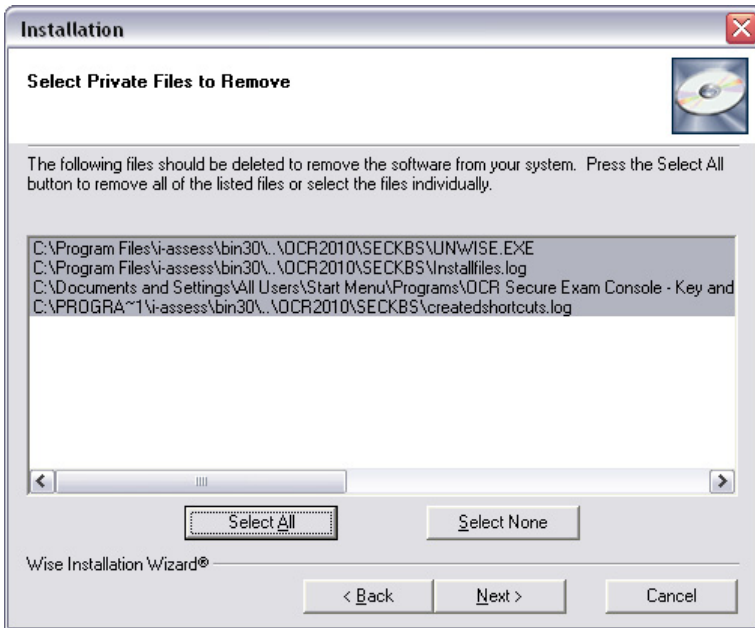 Installation
Select Private Files to Remove
The following files should be deleted to remove the software from your system.  Press the Select All
button to remove all of the listed files or select the files individually.
C:\Program Files\i-assess\bin30\..\OCR2010\SECKBS\UNWISE.EXE
C:\Program Files\i-assess\bin30\..\OCR2010\SECKBS\Installfiles.log
C:\Documents and Settings\All Users\Start Menu\Programs\OCR Secure Exam Console - Key and
C:\PROGRA~1\i-assess\bin30\..\OCR2010\SECKBS\createdshortcuts.log
Select All
Select None
Wise Installation Wizard®
< Back
Next >
Cancel